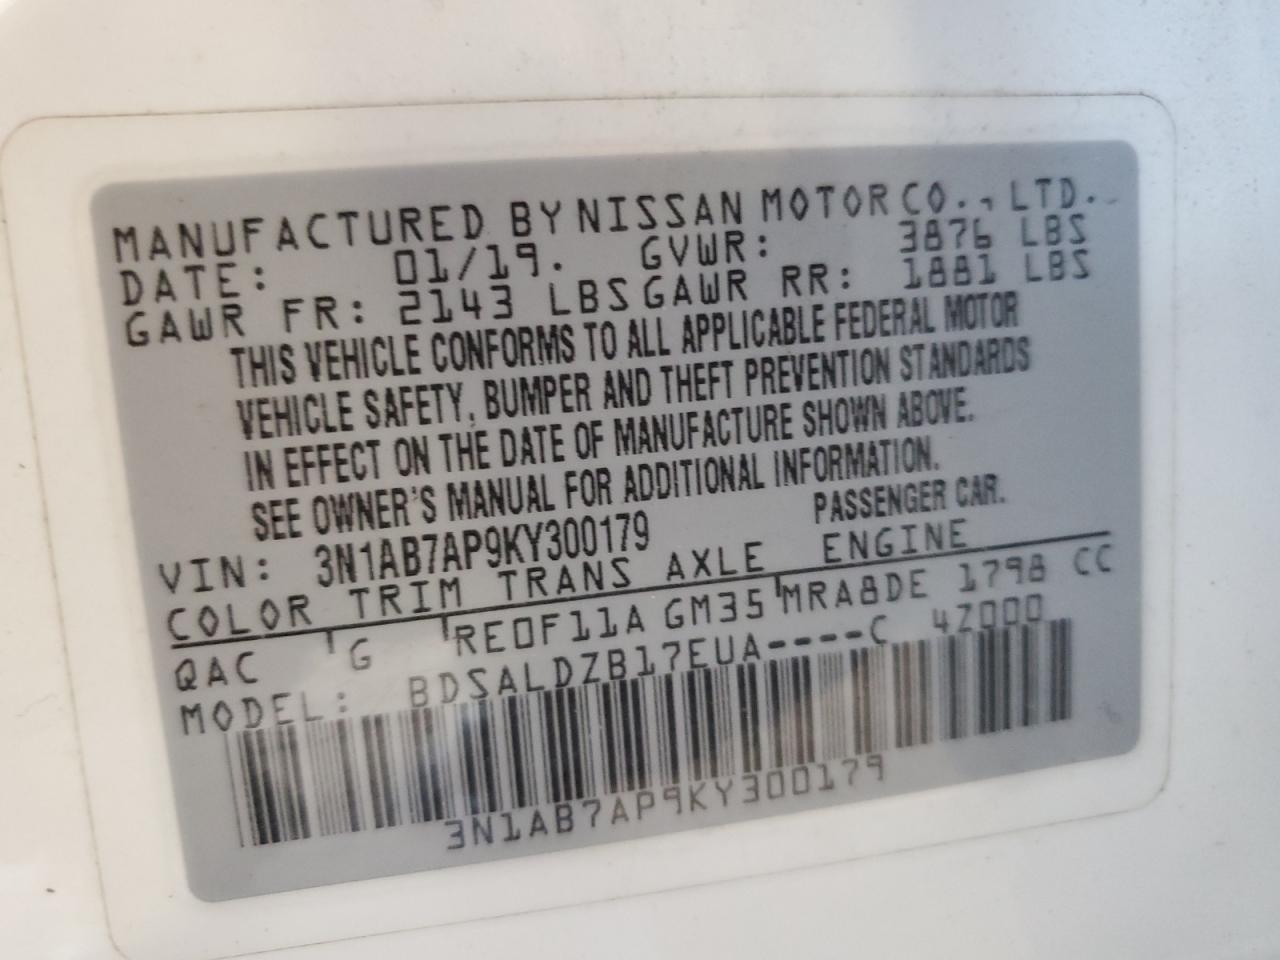 MANUFACTURED BY NISSAN MOTOR CO., LTD.
DATE: 01/19. GVWR: 3876 LBS
GAWR FR: 2143 LBS GAWR RR: 1881 LBS
THIS VEHICLE CONFORMS TO ALL APPLICABLE FEDERAL MOTOR
VEHICLE SAFETY, BUMPER AND THEFT PREVENTION STANDARDS
IN EFFECT ON THE DATE OF MANUFACTURE SHOWN ABOVE.
SEE OWNER'S MANUAL FOR ADDITIONAL INFORMATION.
VIN: 3N1AB7AP9KY300179 PASSENGER CAR.
COLOR TRIM TRANS AXLE ENGINE
QAC G RE0F11A GM35 MRA8DE 1798 CC
MODEL: BDSALDZB17EUA----C 4Z000
3N1AB7AP9KY300179